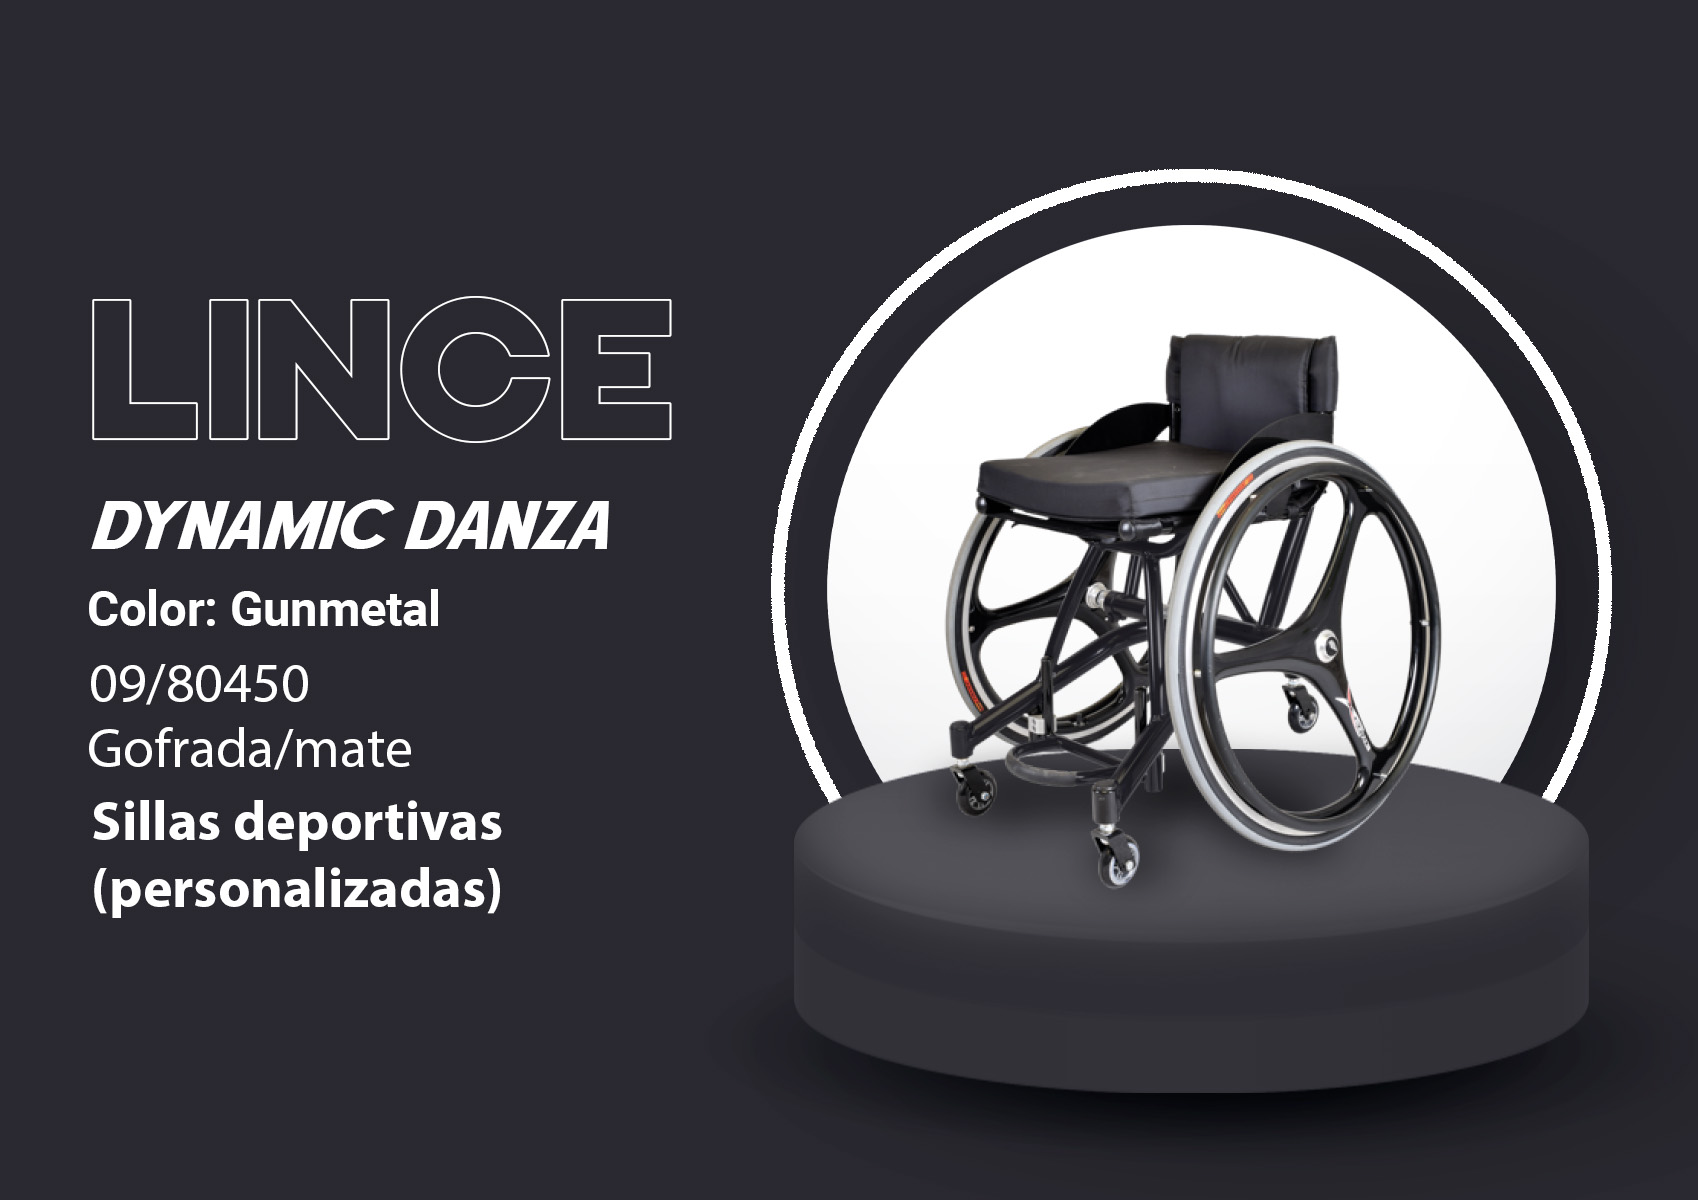 LINCE
DYNAMIC DANZA
Color: Gunmetal
09/80450
Gofrada/mate
Sillas deportivas
(personalizadas)